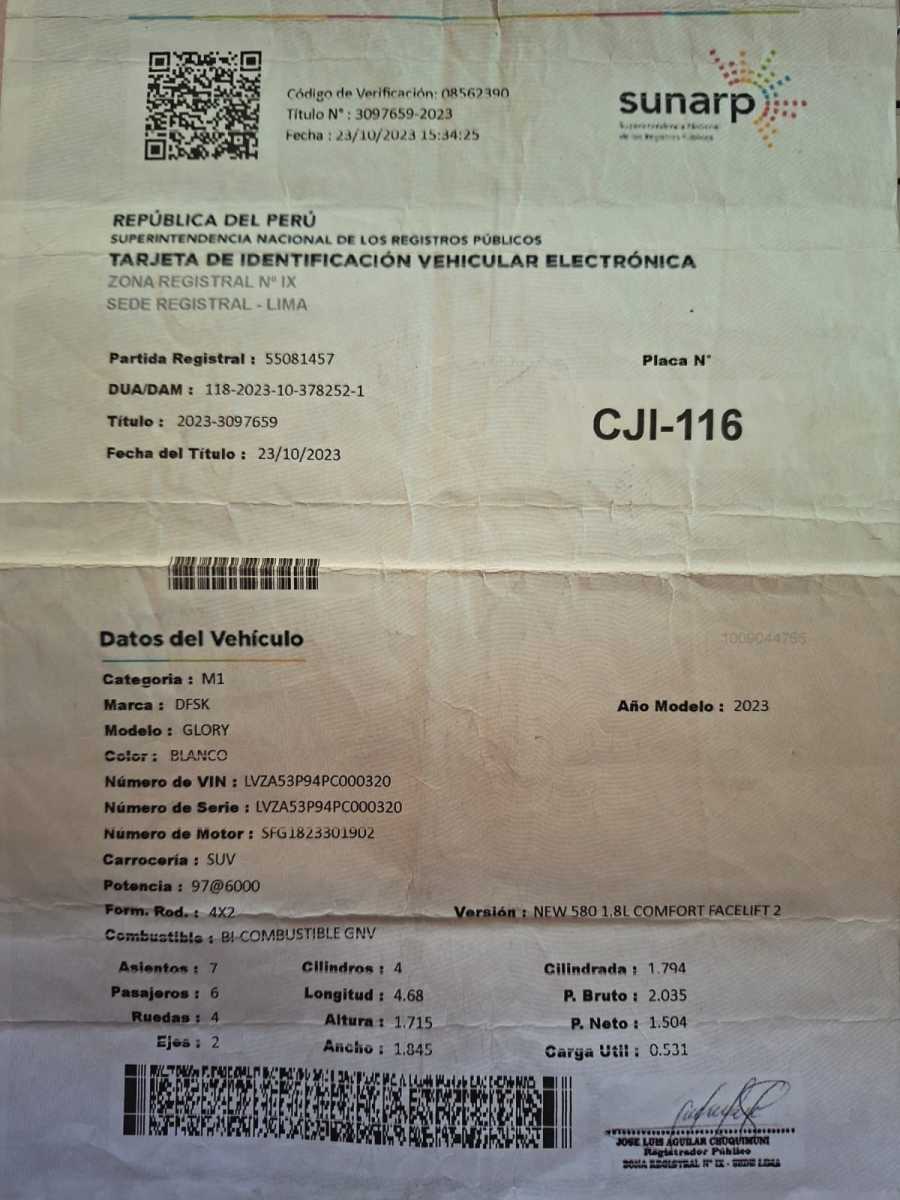 Código de Verificación: 08562390
Título N° : 3097659-2023
Fecha : 23/10/2023 15:34:25
sunarp
Superintendencia Nacional
de los Registros Públicos
REPÚBLICA DEL PERÚ
SUPERINTENDENCIA NACIONAL DE LOS REGISTROS PÚBLICOS
TARJETA DE IDENTIFICACIÓN VEHICULAR ELECTRÓNICA
ZONA REGISTRAL N° IX
SEDE REGISTRAL - LIMA
Partida Registral : 55081457
DUA/DAM : 118-2023-10-378252-1
Título : 2023-3097659
Fecha del Título : 23/10/2023
Placa N°
CJI-116
Datos del Vehículo
1009044755
Categoria : M1
Marca : DFSK
Año Modelo : 2023
Modelo : GLORY
Color : BLANCO
Número de VIN : LVZA53P94PC000320
Número de Serie : LVZA53P94PC000320
Número de Motor : SFG1823301902
Carrocería : SUV
Potencia : 97@6000
Form. Rod. : 4X2
Versión : NEW 580 1.8L COMFORT FACELIFT 2
Combustible : BI-COMBUSTIBLE GNV
Asientos : 7 Cilindros : 4 Cilindrada : 1.794
Pasajeros : 6 Longitud : 4.68 P. Bruto : 2.035
Ruedas : 4 Altura : 1.715 P. Neto : 1.504
Ejes : 2 Ancho : 1.845 Carga Util : 0.531
JOSE LUIS AGUILAR CHUQUIMUNI
Registrador Público
ZONA REGISTRAL N° IX - SEDE LIMA